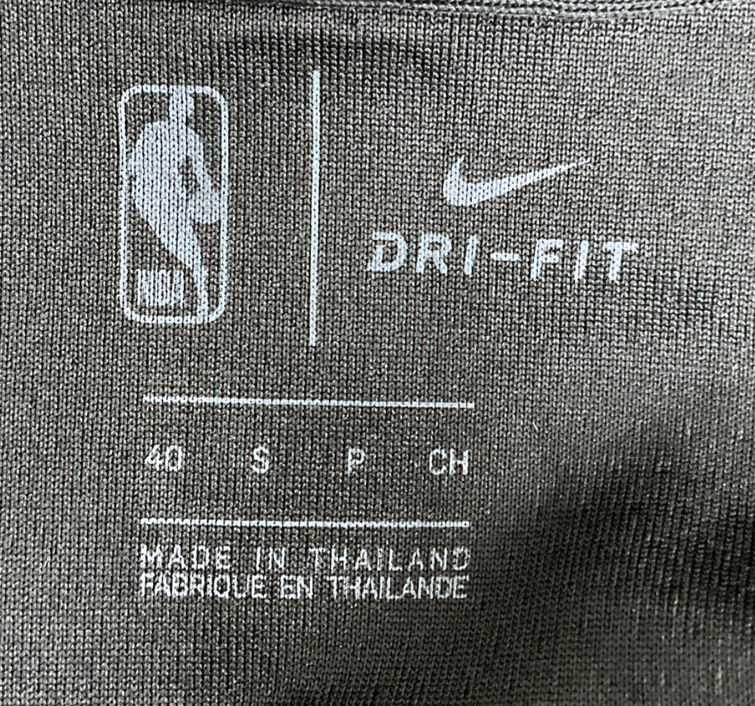 NBA
DRI-FIT
40 S P CH
MADE IN THAILAND
FABRIQUE EN THAILANDE